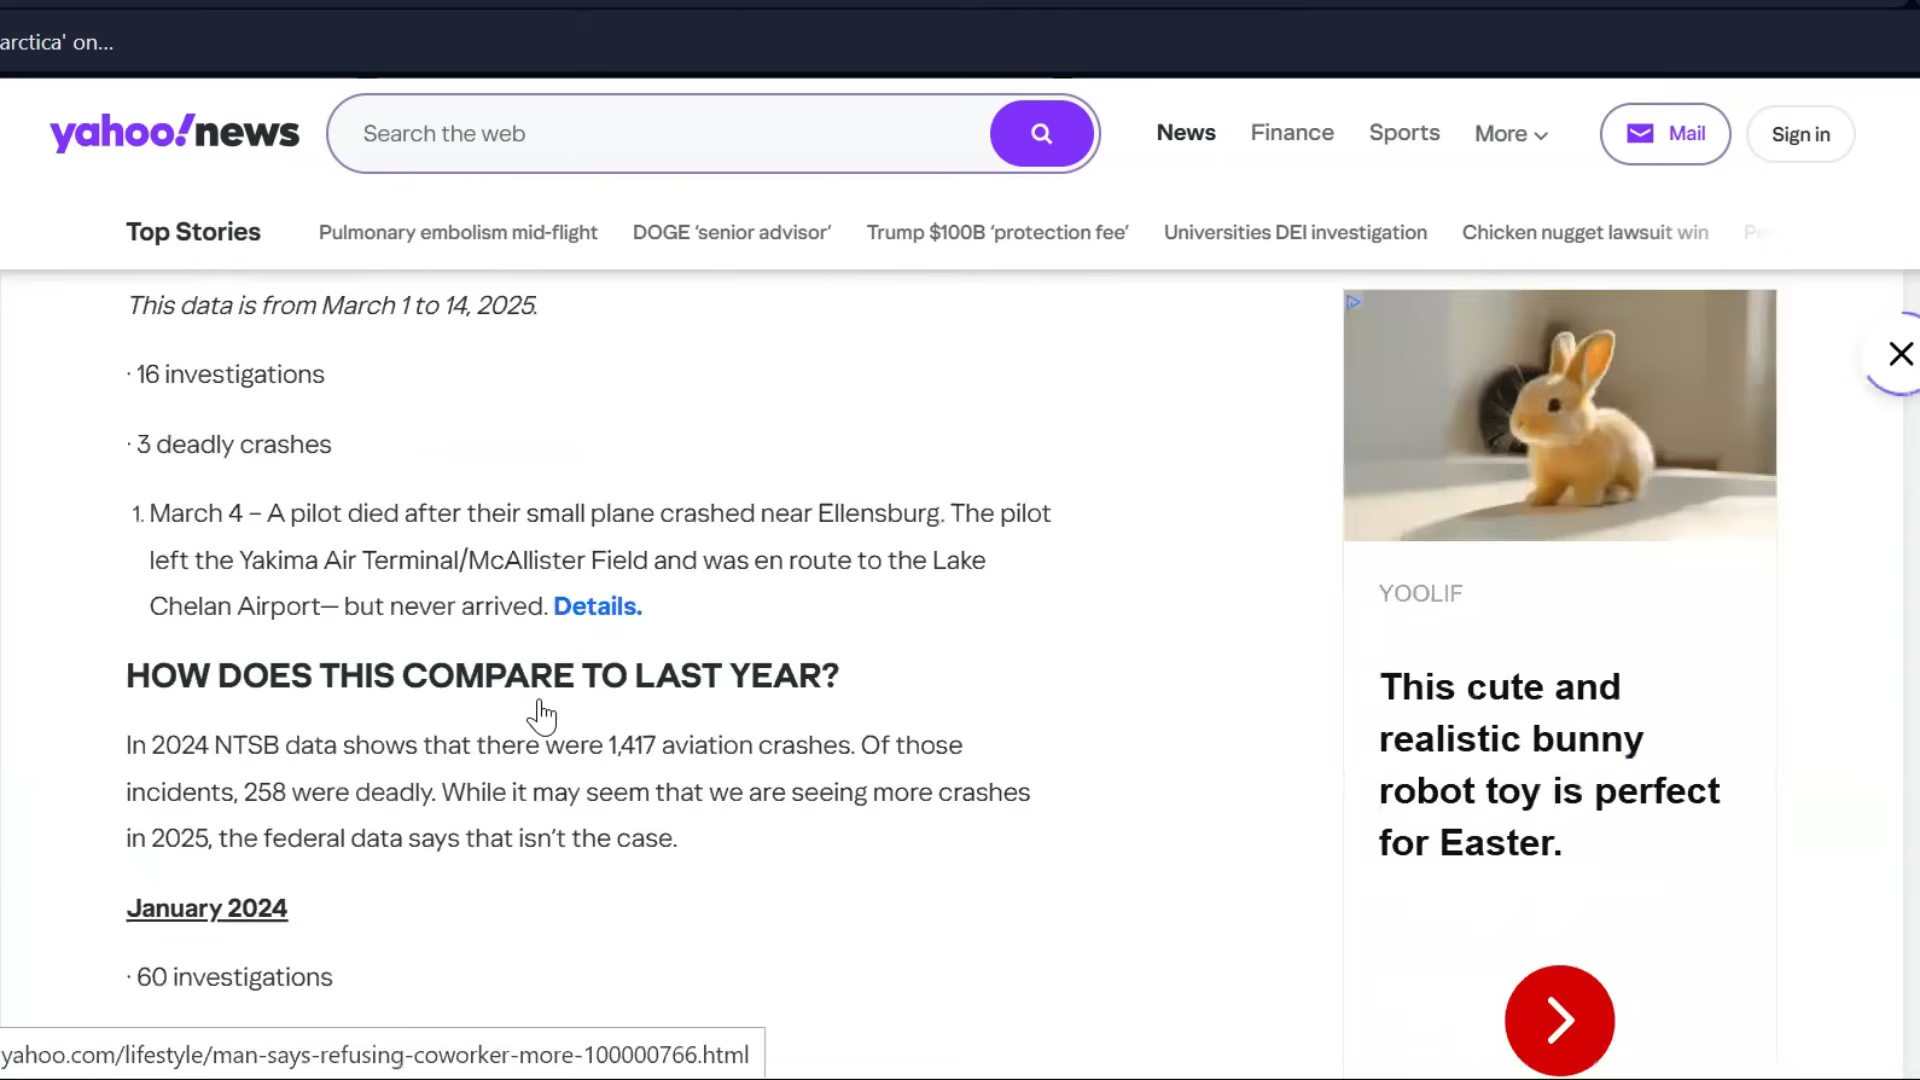 arctica' on...
yahoo!news
Search the web
News Finance Sports More
Mail
Sign in
Top Stories Pulmonary embolism mid-flight DOGE ‘senior advisor’ Trump $100B ‘protection fee’ Universities DEI investigation Chicken nugget lawsuit win
This data is from March 1 to 14, 2025.
· 16 investigations
· 3 deadly crashes
1. March 4 – A pilot died after their small plane crashed near Ellensburg. The pilot
left the Yakima Air Terminal/McAllister Field and was en route to the Lake
Chelan Airport— but never arrived. Details.
HOW DOES THIS COMPARE TO LAST YEAR?
In 2024 NTSB data shows that there were 1,417 aviation crashes. Of those
incidents, 258 were deadly. While it may seem that we are seeing more crashes
in 2025, the federal data says that isn’t the case.
January 2024
· 60 investigations
YOOLIF
This cute and
realistic bunny
robot toy is perfect
for Easter.
yahoo.com/lifestyle/man-says-refusing-coworker-more-100000766.html